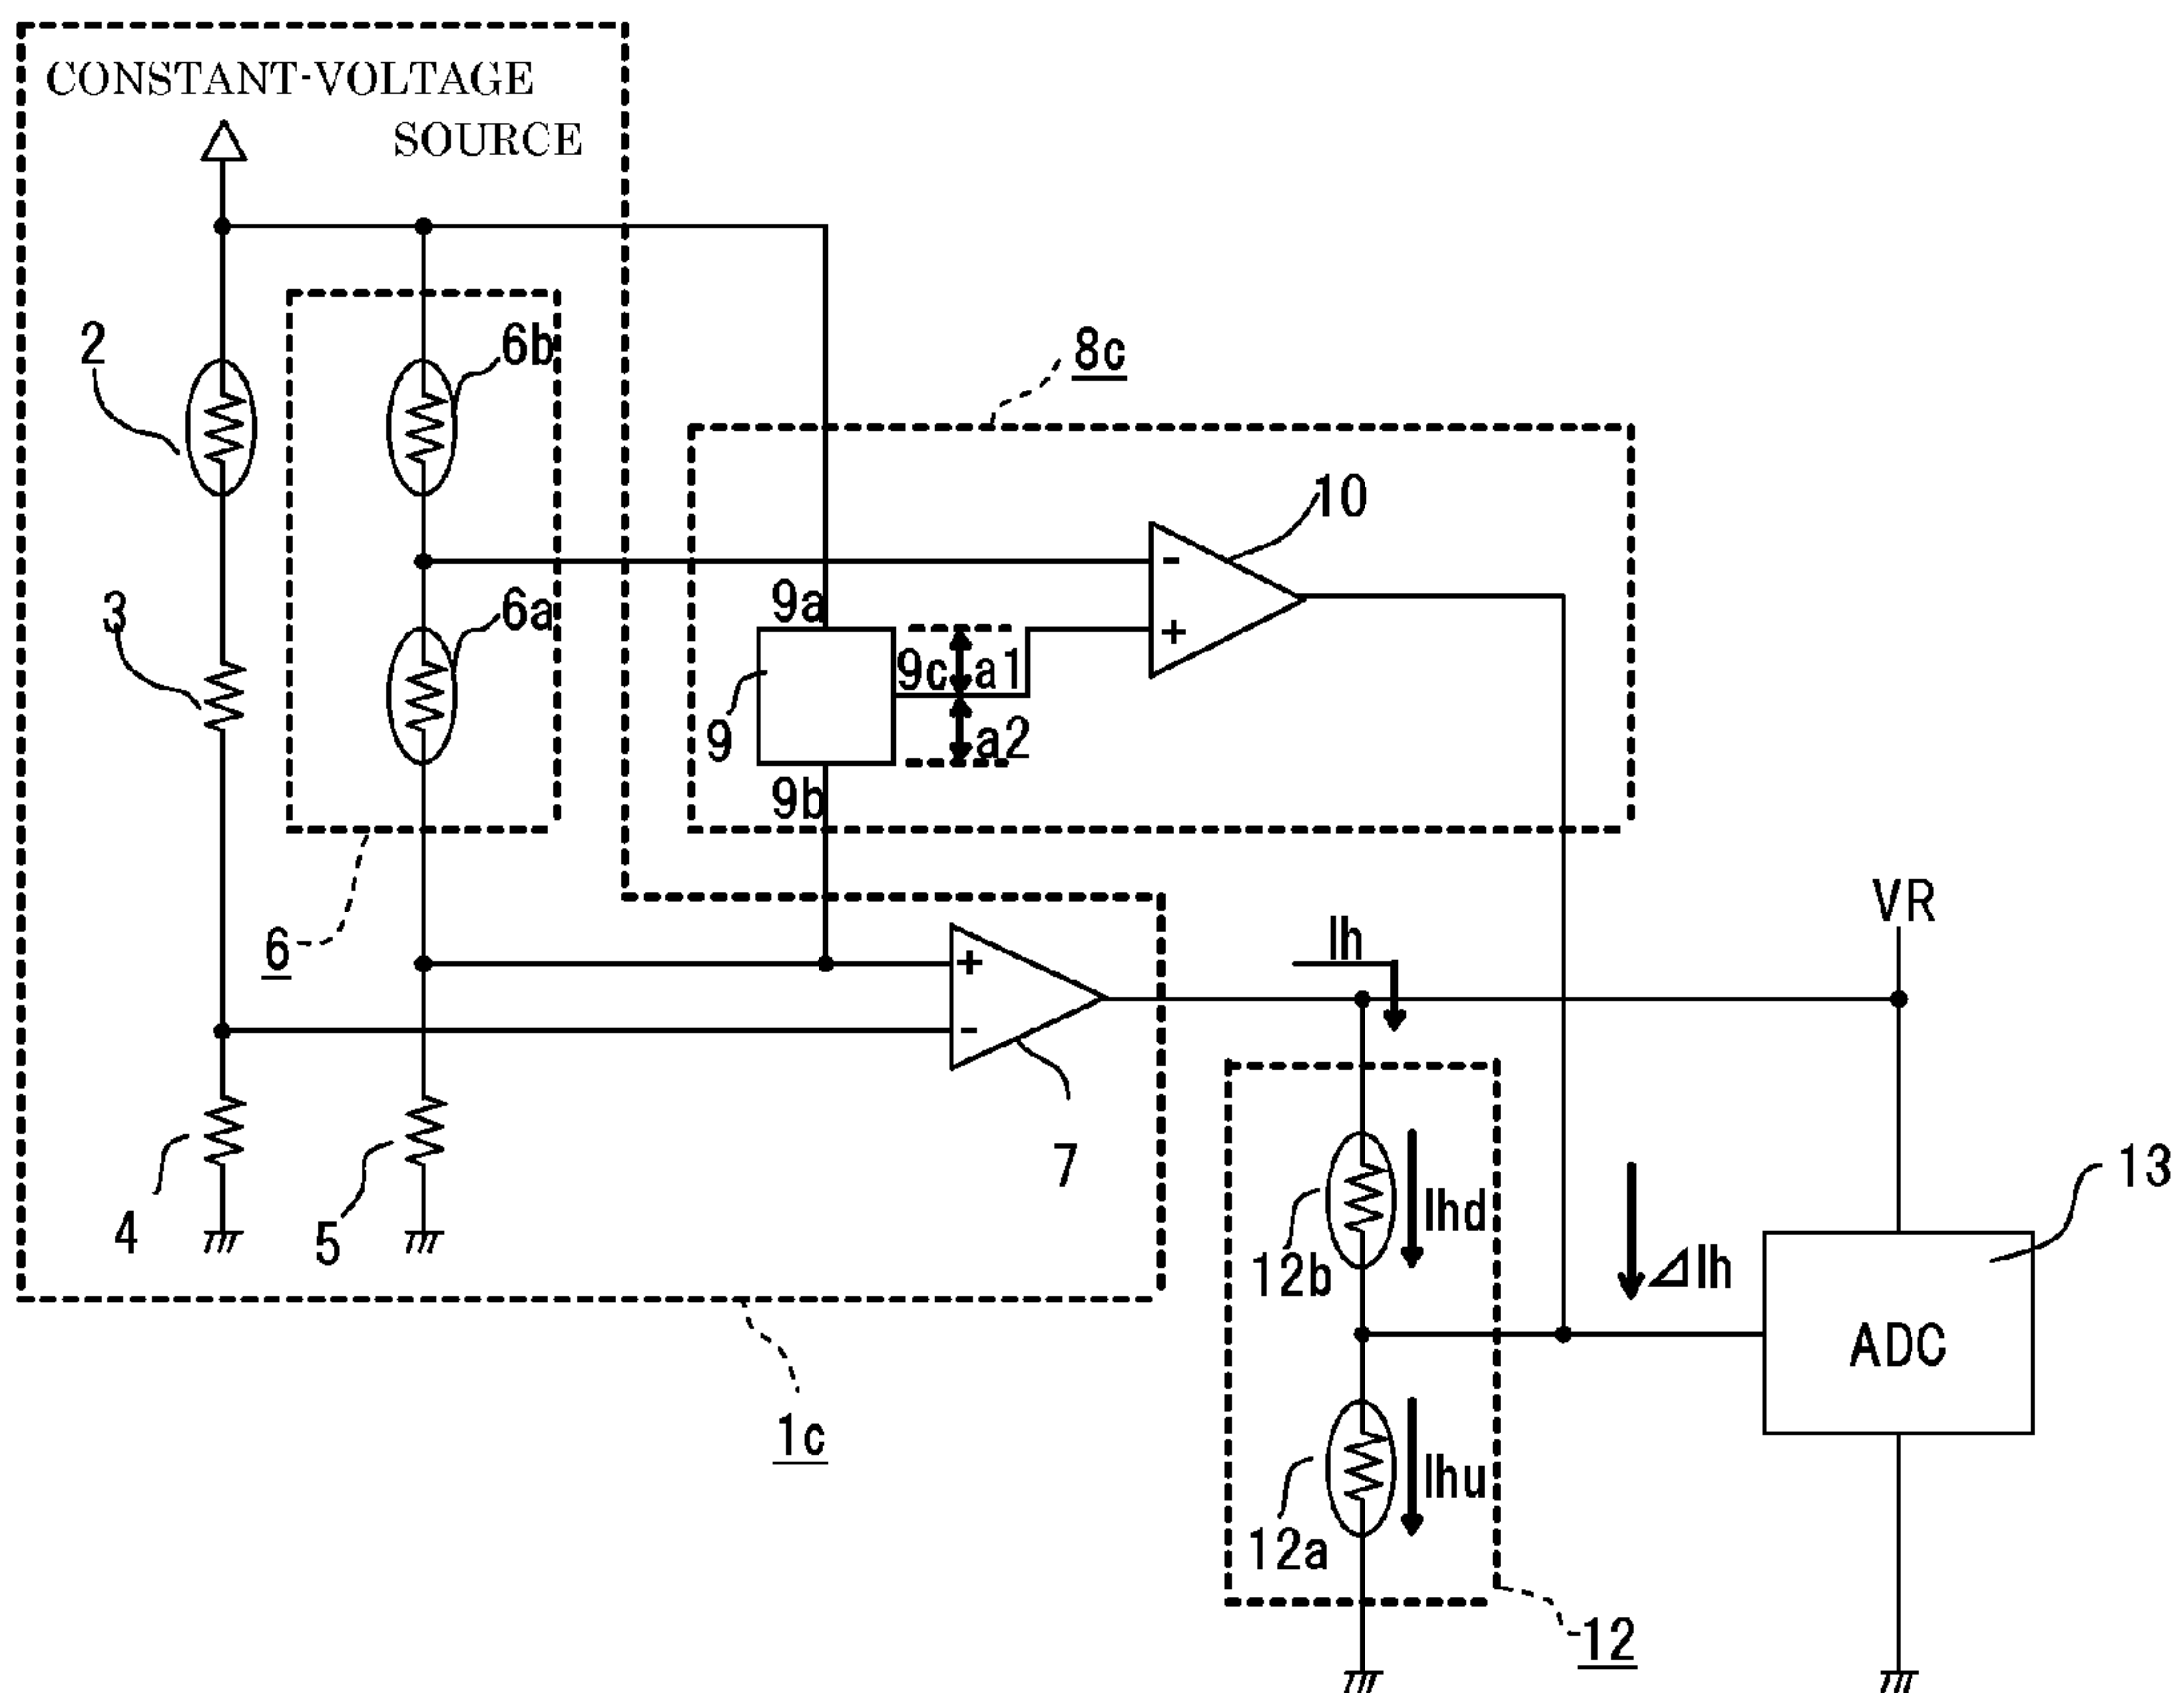 CONSTANT-VOLTAGE
SOURCE
2
6b
8c
10
-
3
6a
9a
+
9c
a1
9
a2
9b
VR
Ih
6
+
-
7
13
4
5
12b
Ihd
⊿Ih
ADC
1c
Ihu
12a
12